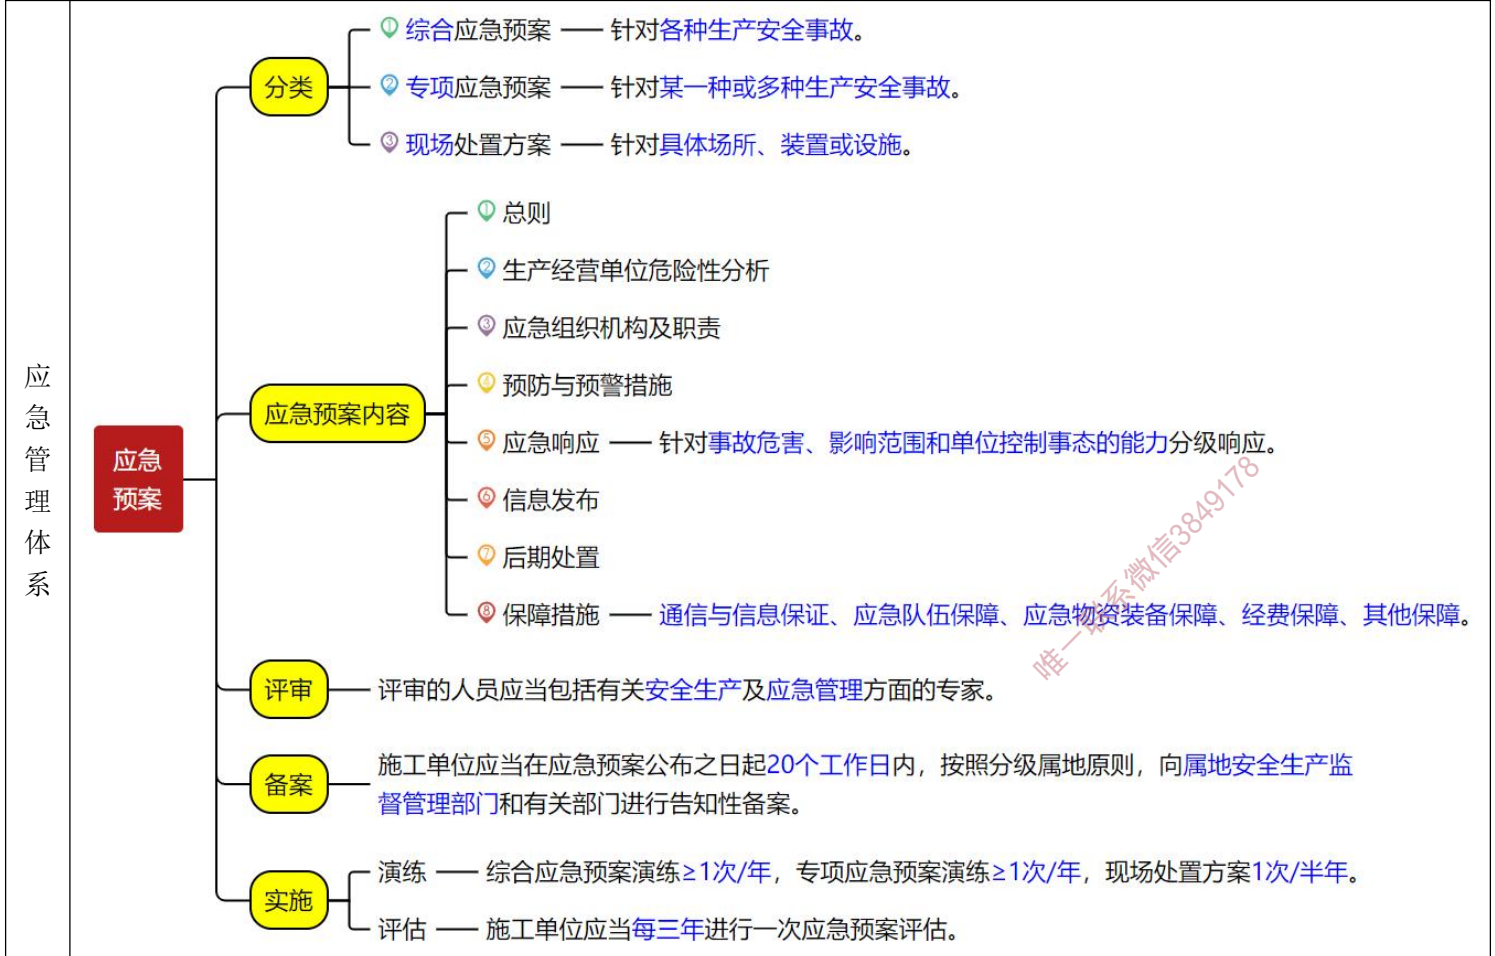 应急管理体系
应急
预案
分类
1 综合应急预案 针对各种生产安全事故。
2 专项应急预案 针对某一种或多种生产安全事故。
3 现场处置方案 针对具体场所、装置或设施。
应急预案内容
1 总则
2 生产经营单位危险性分析
3 应急组织机构及职责
4 预防与预警措施
5 应急响应 针对事故危害、影响范围和单位控制事态的能力分级响应。
6 信息发布
7 后期处置
8 保障措施 通信与信息保证、应急队伍保障、应急物资装备保障、经费保障、其他保障。
评审
评审的人员应当包括有关安全生产及应急管理方面的专家。
备案
施工单位应当在应急预案公布之日起20个工作日内，按照分级属地原则，向属地安全生产监
督管理部门和有关部门进行告知性备案。
实施
演练 综合应急预案演练≥1次/年，专项应急预案演练≥1次/年，现场处置方案1次/半年。
评估 施工单位应当每三年进行一次应急预案评估。
唯一联系微信3849178